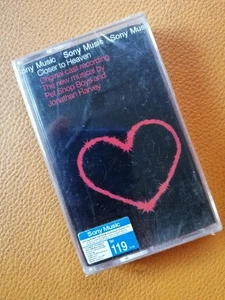 Sony Music Sony Music Sony Music
Closer to Heaven
Original cast recording
The new musical by
Pet Shop Boys and
Jonathan Harvey
Sony Music
119